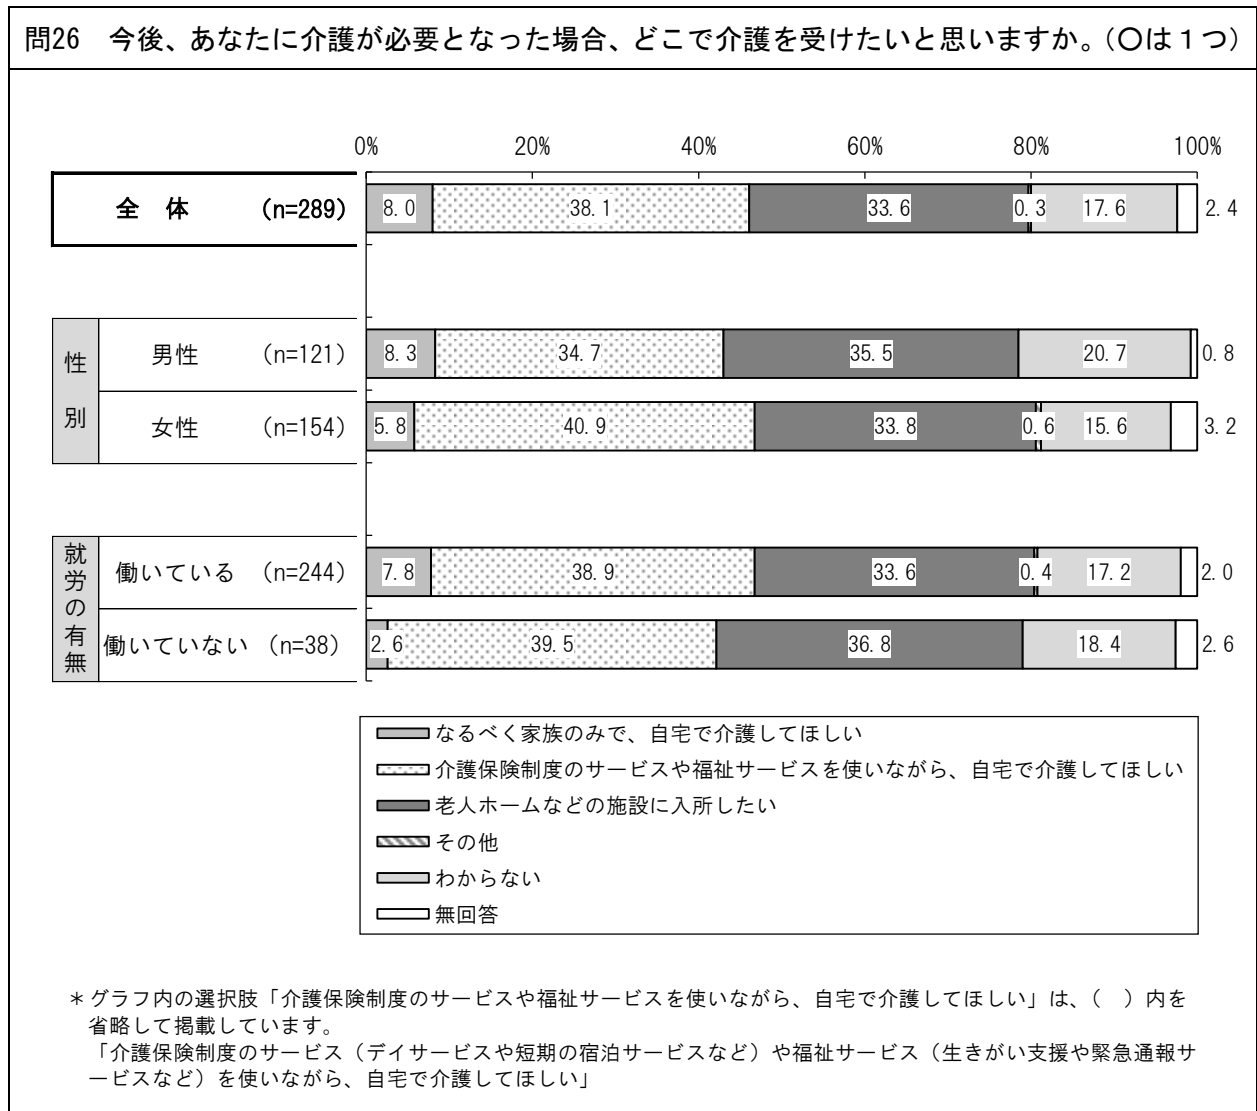 問26　今後、あなたに介護が必要となった場合、どこで介護を受けたいと思いますか。（〇は１つ）
0%　20%　40%　60%　80%　100%
全　体　（n=289）　8.0　38.1　33.6　0.3　17.6　2.4
性別
男性　（n=121）　8.3　34.7　35.5　20.7　0.8
女性　（n=154）　5.8　40.9　33.8　0.6　15.6　3.2
就労の有無
働いている　（n=244）　7.8　38.9　33.6　0.4　17.2　2.0
働いていない　（n=38）　2.6　39.5　36.8　18.4　2.6
なるべく家族のみで、自宅で介護してほしい
介護保険制度のサービスや福祉サービスを使いながら、自宅で介護してほしい
老人ホームなどの施設に入所したい
その他
わからない
無回答
＊グラフ内の選択肢「介護保険制度のサービスや福祉サービスを使いながら、自宅で介護してほしい」は、（　）内を
省略して掲載しています。
「介護保険制度のサービス（デイサービスや短期の宿泊サービスなど）や福祉サービス（生きがい支援や緊急通報サ
ービスなど）を使いながら、自宅で介護してほしい」